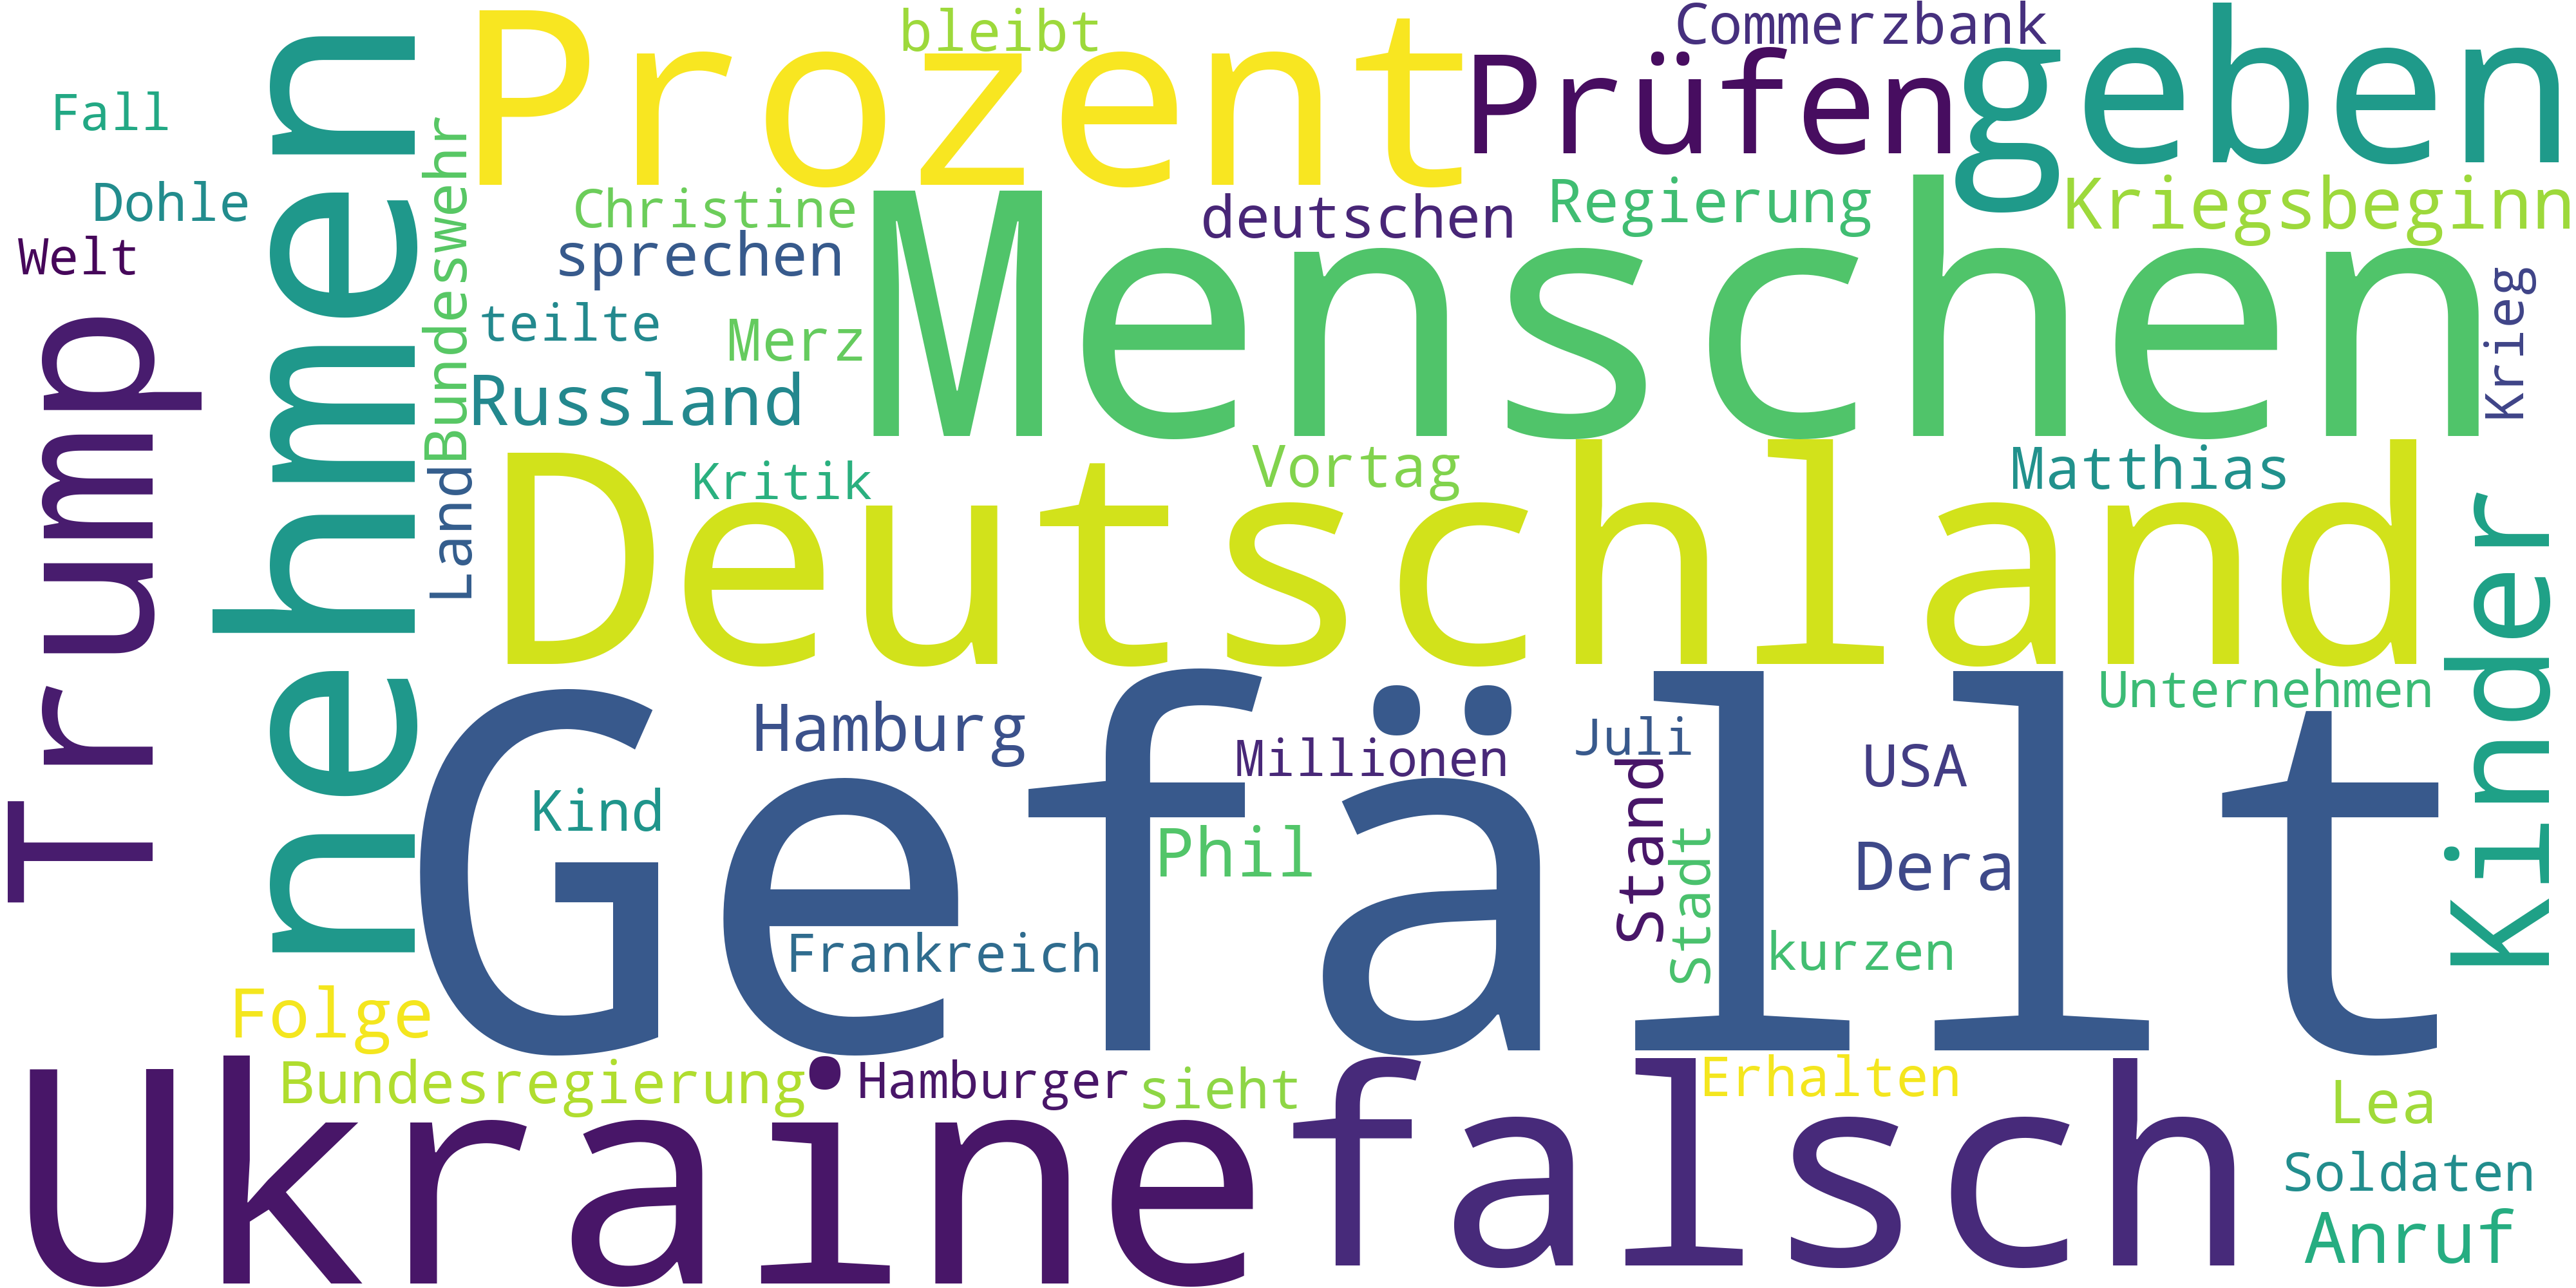 bleibt
Commerzbank
Prozent
Prüfen
geben
Fall
nehmen
Bundeswehr
Dohle
Christine
deutschen
Regierung
Kriegsbeginn
Welt
sprechen
Menschen
Krieg
Trump
teilte
Merz
Russland
Land
Kritik
Vortag
Matthias
Deutschland
Kinder
Gefällt
Hamburg
Millionen
Juli
Unternehmen
USA
Kind
Phil
Stand
Stadt
Dera
Frankreich
kurzen
Folge
Bundesregierung
Hamburger
sieht
Erhalten
Lea
Ukraine
falsch
Soldaten
Anruf